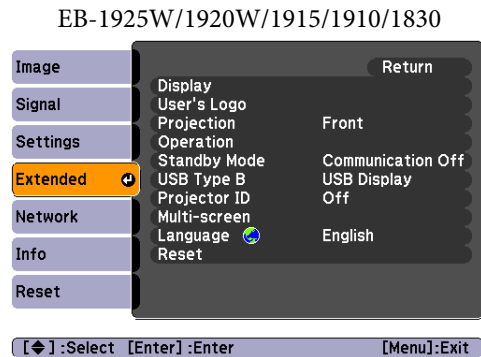 EB-1925W/1920W/1915/1910/1830
Image
Signal
Settings
Extended
Network
Info
Reset
Return
Display
User's Logo
Projection Front
Operation
Standby Mode Communication Off
USB Type B USB Display
Projector ID Off
Multi-screen
Language English
Reset
[◆] :Select [Enter] :Enter [Menu]:Exit